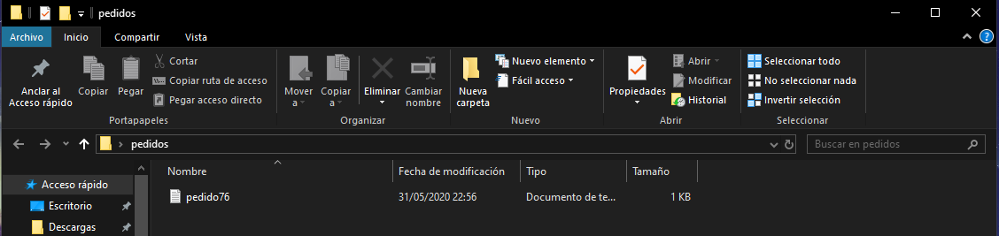 pedidos
Archivo Inicio Compartir Vista
Anclar al Acceso rápido
Copiar
Pegar
Cortar
Copiar ruta de acceso
Pegar acceso directo
Portapapeles
Mover a
Copiar a
Eliminar
Cambiar nombre
Organizar
Nueva carpeta
Nuevo elemento
Fácil acceso
Nuevo
Propiedades
Abrir
Modificar
Historial
Abrir
Seleccionar todo
No seleccionar nada
Invertir selección
Seleccionar
pedidos
Buscar en pedidos
Acceso rápido
Escritorio
Descargas
Nombre Fecha de modificación Tipo Tamaño
pedido76 31/05/2020 22:56 Documento de te... 1 KB